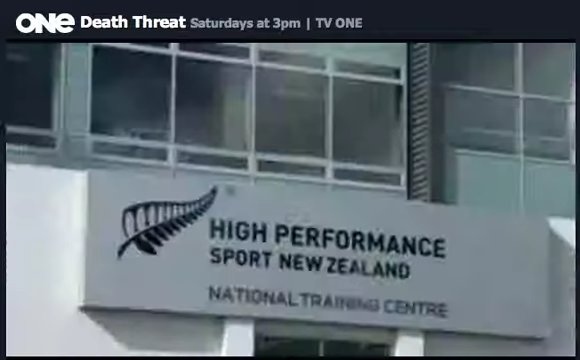 ONE Death Threat Saturdays at 3pm | TV ONE
HIGH PERFORMANCE
SPORT NEW ZEALAND
NATIONAL TRAINING CENTRE